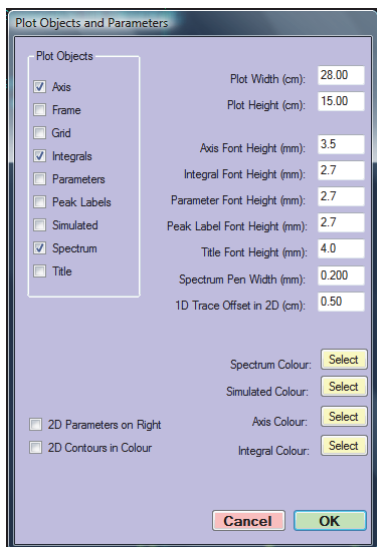 Plot Objects and Parameters
Plot Objects
Axis
Frame
Grid
Integrals
Parameters
Peak Labels
Simulated
Spectrum
Title
Plot Width (cm): 28.00
Plot Height (cm): 15.00
Axis Font Height (mm): 3.5
Integral Font Height (mm): 2.7
Parameter Font Height (mm): 2.7
Peak Label Font Height (mm): 2.7
Title Font Height (mm): 4.0
Spectrum Pen Width (mm): 0.200
1D Trace Offset in 2D (cm): 0.50
Spectrum Colour: Select
Simulated Colour: Select
Axis Colour: Select
Integral Colour: Select
2D Parameters on Right
2D Contours in Colour
Cancel OK